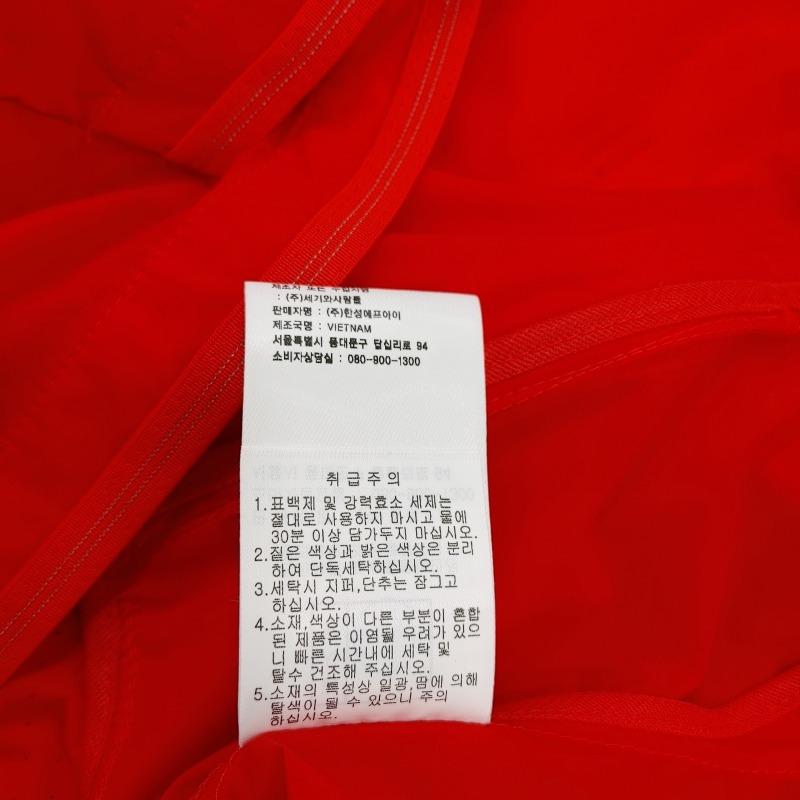 제조자 또는 수입자명
: (주)세기와사람들
판매자명 : (주)한성에프아이
제조국명 : VIETNAM
서울특별시 동대문구 답십리로 94
소비자상담실 : 080-900-1300
취급주의
1. 표백제 및 강력효소 세제는
절대로 사용하지 마시고 물에
30분 이상 담가두지 마십시오.
2. 짙은 색상과 밝은 색상은 분리
하여 단독세탁하십시오.
3. 세탁시 지퍼,단추는 잠그고
하십시오.
4. 소재,색상이 다른 부분이 혼합
된 제품은 이염될 우려가 있으
니 빠른 시간내에 세탁 및
탈수 건조해 주십시오.
5. 소재의 특성상 일광,땀에 의해
탈색이 될 수 있으니 주의
하십시오.